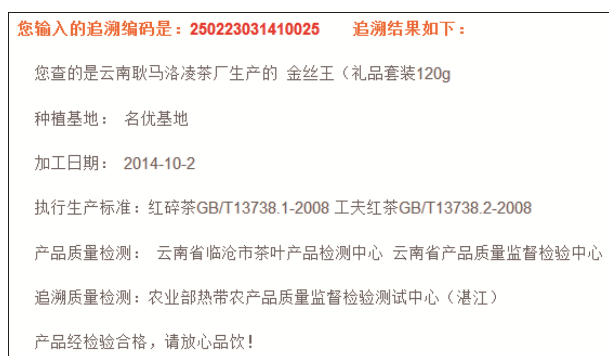 您输入的追溯编码是：250223031410025 追溯结果如下：
您查的是云南耿马洛凌茶厂生产的 金丝王（礼品套装120g
种植基地： 名优基地
加工日期： 2014-10-2
执行生产标准：红碎茶GB/T13738.1-2008 工夫红茶GB/T13738.2-2008
产品质量检测： 云南省临沧市茶叶产品检测中心 云南省产品质量监督检验中心
追溯质量检测：农业部热带农产品质量监督检验测试中心（湛江）
产品经检验合格，请放心品饮！